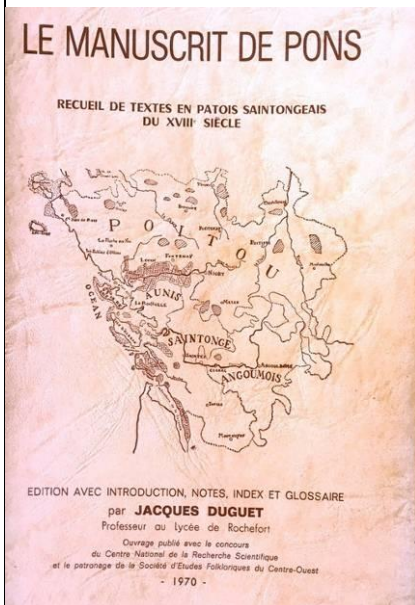 LE MANUSCRIT DE PONS
RECUEIL DE TEXTES EN PATOIS SAINTONGEAIS
DU XVIIIe SIÈCLE
POITOU
OCEAN
AUNIS
La Rochelle
Niort
SAINTONGE
ANGOUMOIS
EDITION AVEC INTRODUCTION, NOTES, INDEX ET GLOSSAIRE
par JACQUES DUGUET
Professeur au Lycée de Rochefort
Ouvrage publié avec le concours
du Centre National de la Recherche Scientifique
et le patronage de la Société d'Etudes Folkloriques du Centre-Ouest
- 1970 -